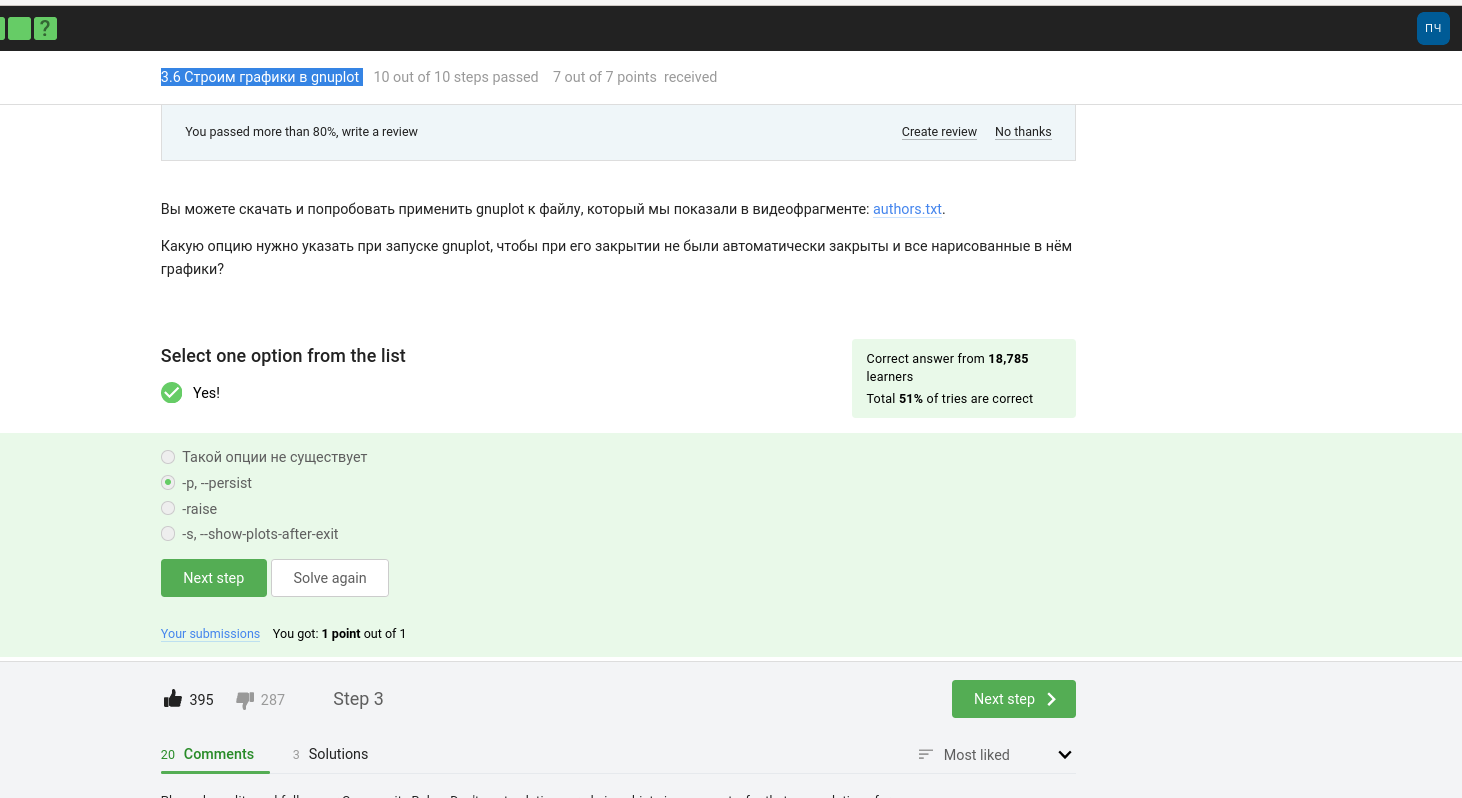 ?
ПЧ
3.6 Строим графики в gnuplot 10 out of 10 steps passed 7 out of 7 points received
You passed more than 80%, write a review Create review No thanks
Вы можете скачать и попробовать применить gnuplot к файлу, который мы показали в видеофрагменте: authors.txt.
Какую опцию нужно указать при запуске gnuplot, чтобы при его закрытии не были автоматически закрыты и все нарисованные в нём
графики?
Select one option from the list
Yes!
Correct answer from 18,785
learners
Total 51% of tries are correct
Такой опции не существует
-p, --persist
-raise
-s, --show-plots-after-exit
Next step Solve again
Your submissions You got: 1 point out of 1
395 287 Step 3 Next step
20 Comments 3 Solutions Most liked